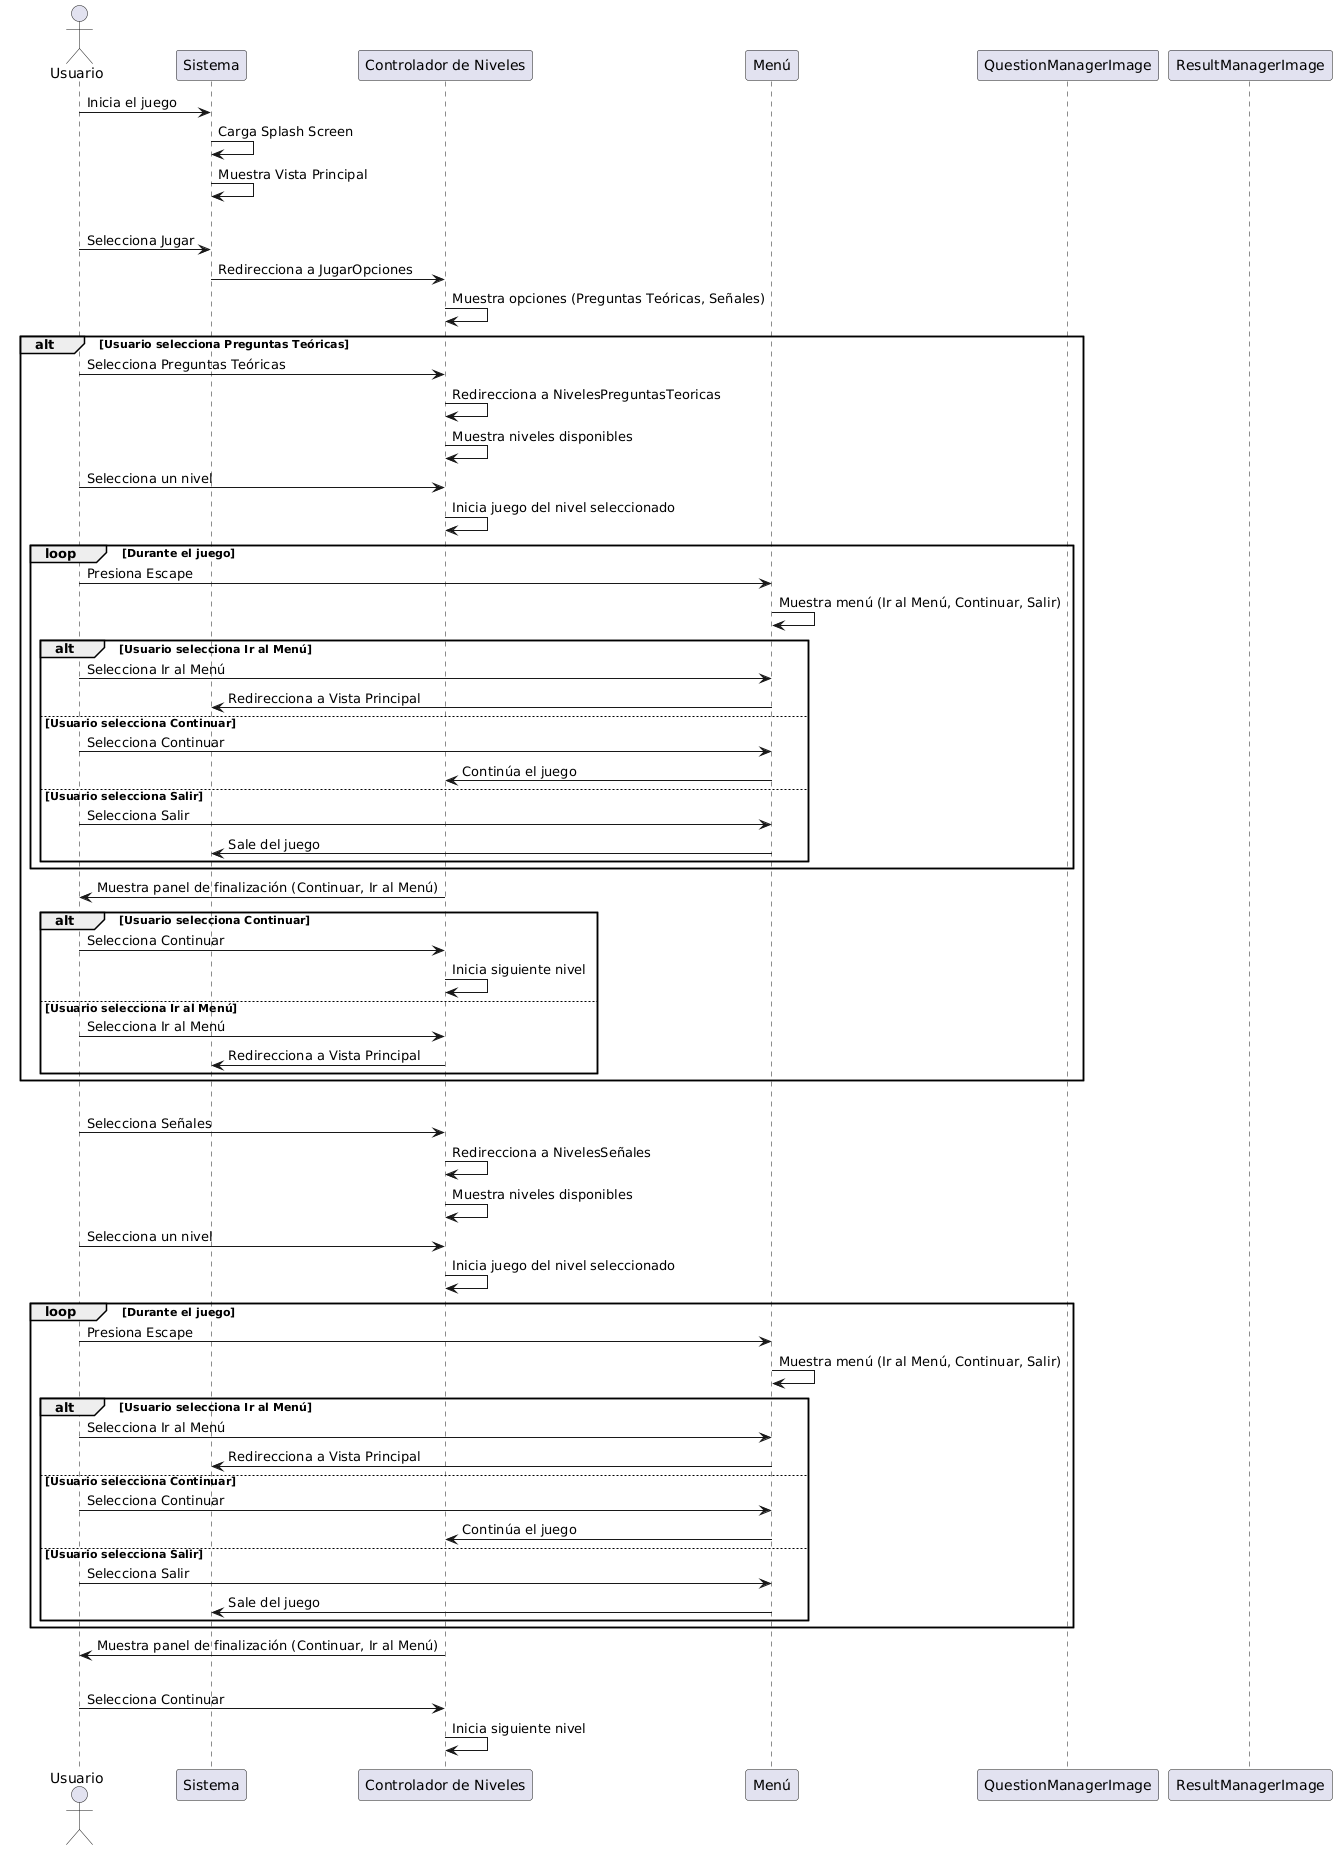 Usuario
Sistema
Controlador de Niveles
Menú
QuestionManagerImage
ResultManagerImage
Inicia el juego
Carga Splash Screen
Muestra Vista Principal
Selecciona Jugar
Redirecciona a JugarOpciones
Muestra opciones (Preguntas Teóricas, Señales)
alt [Usuario selecciona Preguntas Teóricas]
Selecciona Preguntas Teóricas
Redirecciona a NivelesPreguntasTeoricas
Muestra niveles disponibles
Selecciona un nivel
Inicia juego del nivel seleccionado
loop [Durante el juego]
Presiona Escape
Muestra menú (Ir al Menú, Continuar, Salir)
alt [Usuario selecciona Ir al Menú]
Selecciona Ir al Menú
Redirecciona a Vista Principal
[Usuario selecciona Continuar]
Selecciona Continuar
Continúa el juego
[Usuario selecciona Salir]
Selecciona Salir
Sale del juego
Muestra panel de finalización (Continuar, Ir al Menú)
alt [Usuario selecciona Continuar]
Selecciona Continuar
Inicia siguiente nivel
[Usuario selecciona Ir al Menú]
Selecciona Ir al Menú
Redirecciona a Vista Principal
Selecciona Señales
Redirecciona a NivelesSeñales
Muestra niveles disponibles
Selecciona un nivel
Inicia juego del nivel seleccionado
loop [Durante el juego]
Presiona Escape
Muestra menú (Ir al Menú, Continuar, Salir)
alt [Usuario selecciona Ir al Menú]
Selecciona Ir al Menú
Redirecciona a Vista Principal
[Usuario selecciona Continuar]
Selecciona Continuar
Continúa el juego
[Usuario selecciona Salir]
Selecciona Salir
Sale del juego
Muestra panel de finalización (Continuar, Ir al Menú)
Selecciona Continuar
Inicia siguiente nivel
Usuario
Sistema
Controlador de Niveles
Menú
QuestionManagerImage
ResultManagerImage